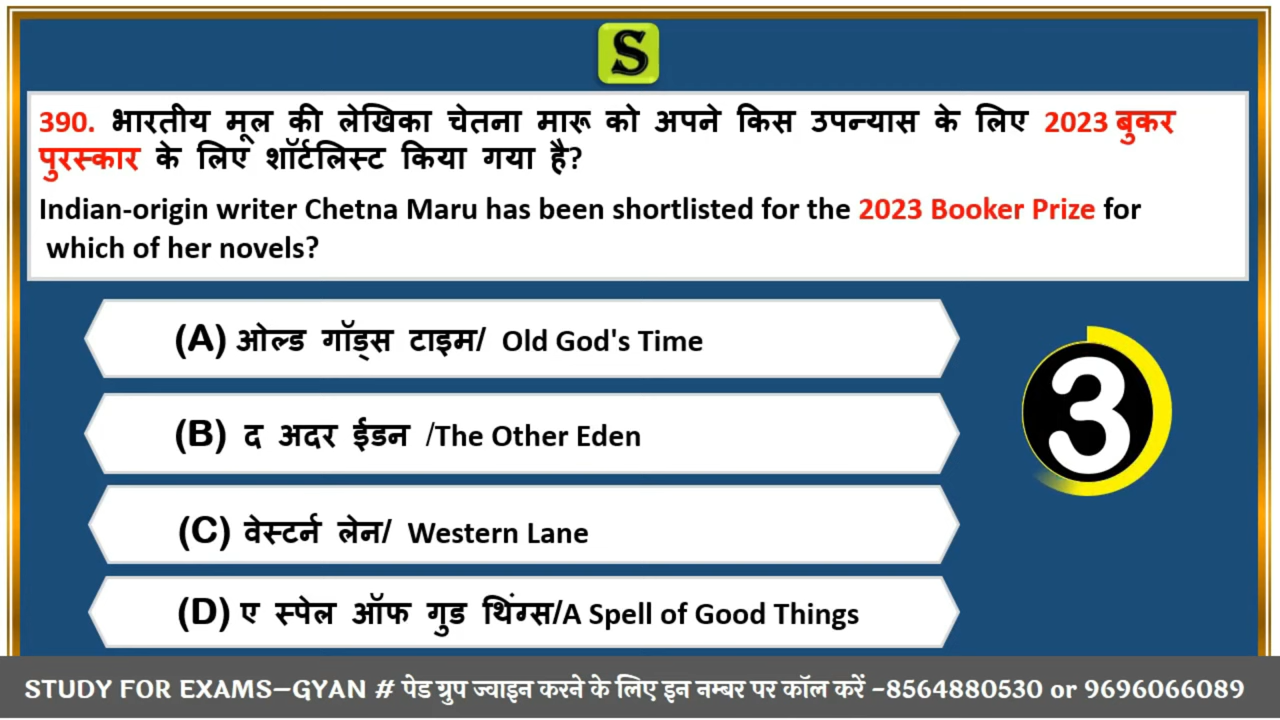 S
390. भारतीय मूल की लेखिका चेतना मारू को अपने किस उपन्यास के लिए 2023 बुकर
पुरस्कार के लिए शॉर्टलिस्ट किया गया है?
Indian-origin writer Chetna Maru has been shortlisted for the 2023 Booker Prize for
which of her novels?
(A) ओल्ड गॉड्स टाइम/ Old God's Time
3
(B) द अदर ईडन /The Other Eden
(C) वेस्टर्न लेन/ Western Lane
(D) ए स्पेल ऑफ गुड थिंग्स/A Spell of Good Things
STUDY FOR EXAMS–GYAN # पेड ग्रुप ज्वाइन करने के लिए इन नम्बर पर कॉल करें –8564880530 or 9696066089